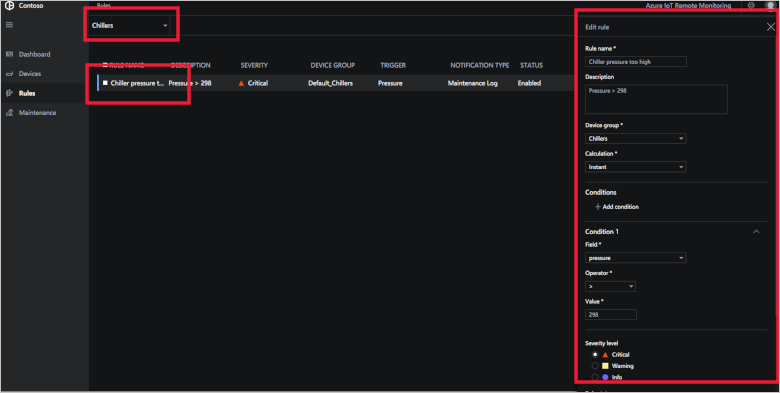 Contoso
Rules
Azure IoT Remote Monitoring
Chillers
Dashboard
Devices
Rules
Maintenance
RULE NAME DESCRIPTION SEVERITY DEVICE GROUP TRIGGER NOTIFICATION TYPE STATUS
Chiller pressure t... Pressure > 298 Critical Default_Chillers Pressure Maintenance Log Enabled
Edit rule
Rule name *
Chiller pressure too high
Description
Pressure > 298
Device group *
Chillers
Calculation *
Instant
Conditions
+ Add condition
Condition 1
Field *
pressure
Operator *
>
Value *
298
Severity level
Critical
Warning
Info